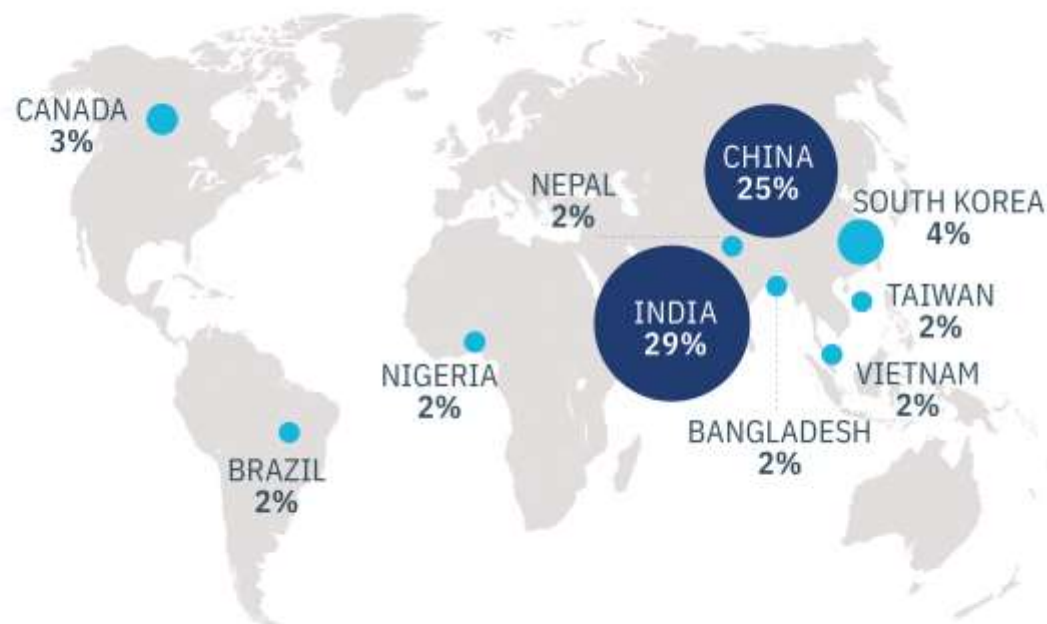 CANADA
3%
CHINA
25%
NEPAL
2%
SOUTH KOREA
4%
INDIA
29%
TAIWAN
2%
NIGERIA
2%
VIETNAM
2%
BANGLADESH
2%
BRAZIL
2%